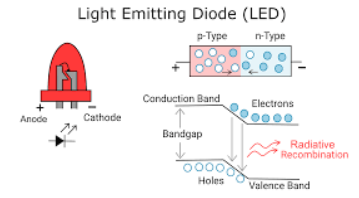 Light Emitting Diode (LED)
p-Type
n-Type
+
−
+
−
Anode
Cathode
Conduction Band
Electrons
Bandgap
Radiative
Recombination
Holes
Valence Band